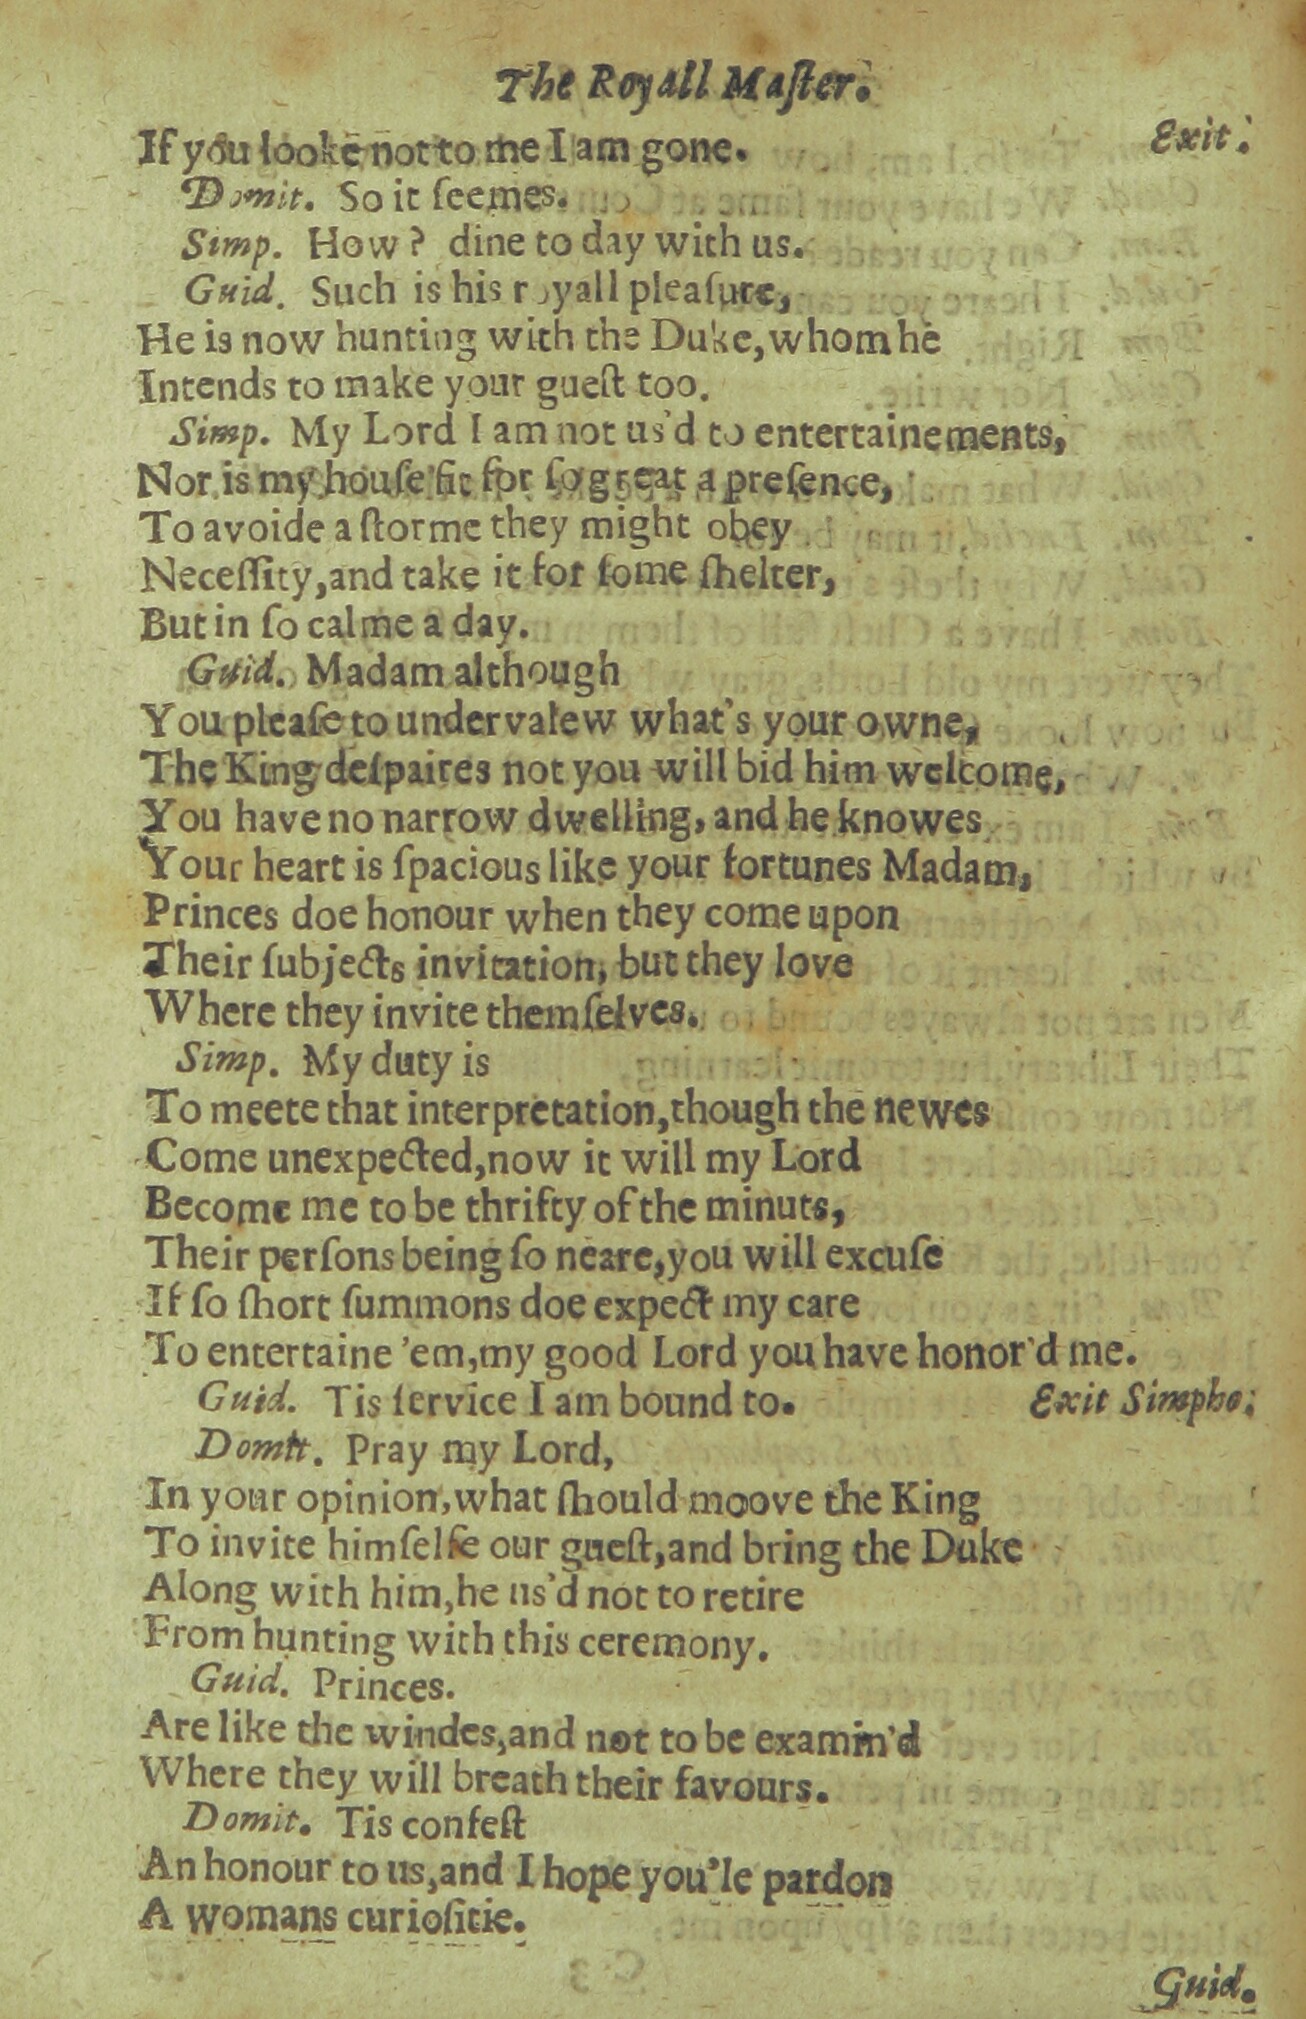 The Royall Maſter.
If you looke not to me I am gone. Exit.
Domit. So it ſeemes.
Simp. How? dine to day with us.
Guid. Such is his royall pleaſure,
He is now hunting with the Duke, whom he
Intends to make your gueſt too.
Simp. My Lord I am not us'd to entertainements,
Nor is my houſe fit for ſo great a preſence,
To avoide a ſtorme they might obey
Neceſſity, and take it for ſome ſhelter,
But in ſo calme a day.
Guid. Madam although
You pleaſe to undervalew what's your owne,
The King deſpaires not you will bid him welcome,
You have no narrow dwelling, and he knowes
Your heart is ſpacious like your fortunes Madam,
Princes doe honour when they come upon
Their ſubjects invitation, but they love
Where they invite themſelves.
Simp. My duty is
To meete that interpretation, though the newes
Come unexpected, now it will my Lord
Become me to be thrifty of the minuts,
Their perſons being ſo neare, you will excuſe
If ſo ſhort ſummons doe expect my care
To entertaine 'em, my good Lord you have honor'd me.
Guid. Tis ſervice I am bound to. Exit Simpho.
Domit. Pray my Lord,
In your opinion, what ſhould moove the King
To invite himſelfe our gueſt, and bring the Duke
Along with him, he us'd not to retire
From hunting with this ceremony.
Guid. Princes.
Are like the windes, and not to be examin'd
Where they will breath their favours.
Domit. Tis confeſt
An honour to us, and I hope you'le pardon
A womans curioſitie.
Guid.